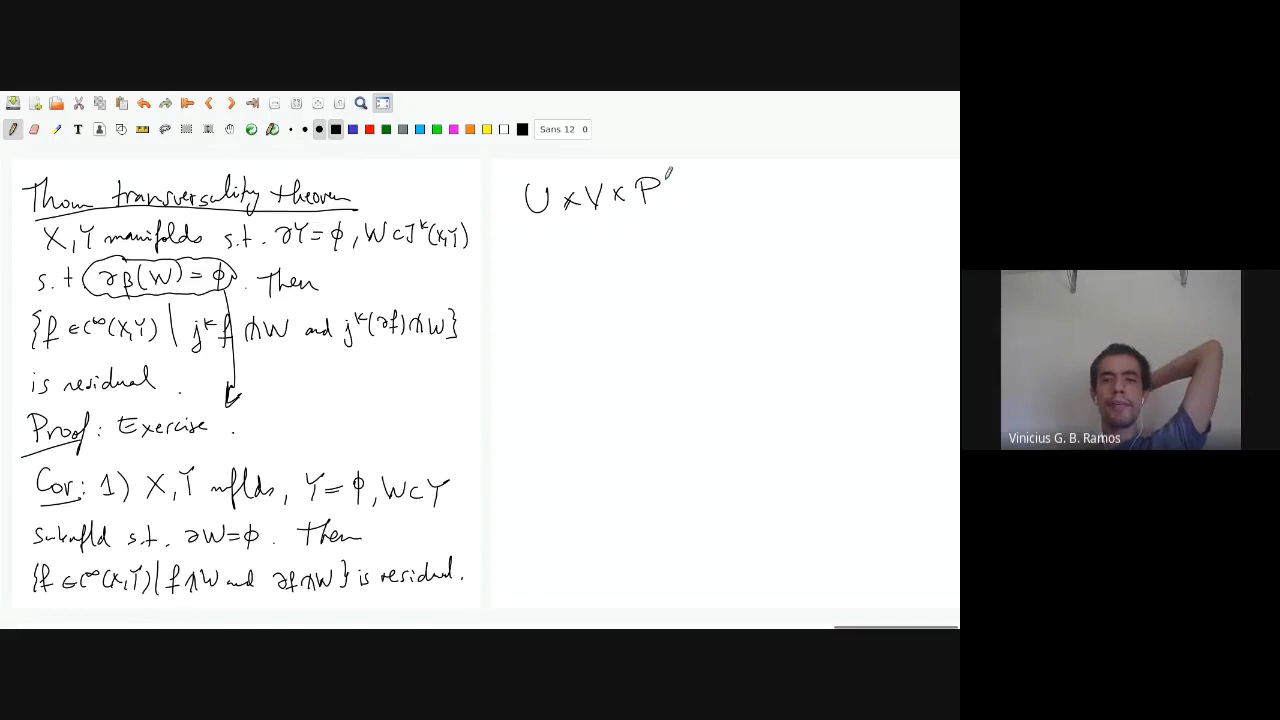 Sans 12 0
Thom transversality theorem
X, Y manifolds s.t. ∂Y = ∅, W ⊂ J^k(X,Y)
s.t ∂β(W) = ∅. Then
{f ∈ C^∞(X,Y) | j^k f ⋔ W and j^k(∂f) ⋔ W}
is residual.
Proof: Exercise.
Cor: 1) X, Y mflds, Y = ∅, W ⊂ Y
submfld s.t. ∂W = ∅. Then
{f ∈ C^∞(X,Y) | f ⋔ W and ∂f ⋔ W} is residual.
U × V × P'
Vinicius G. B. Ramos